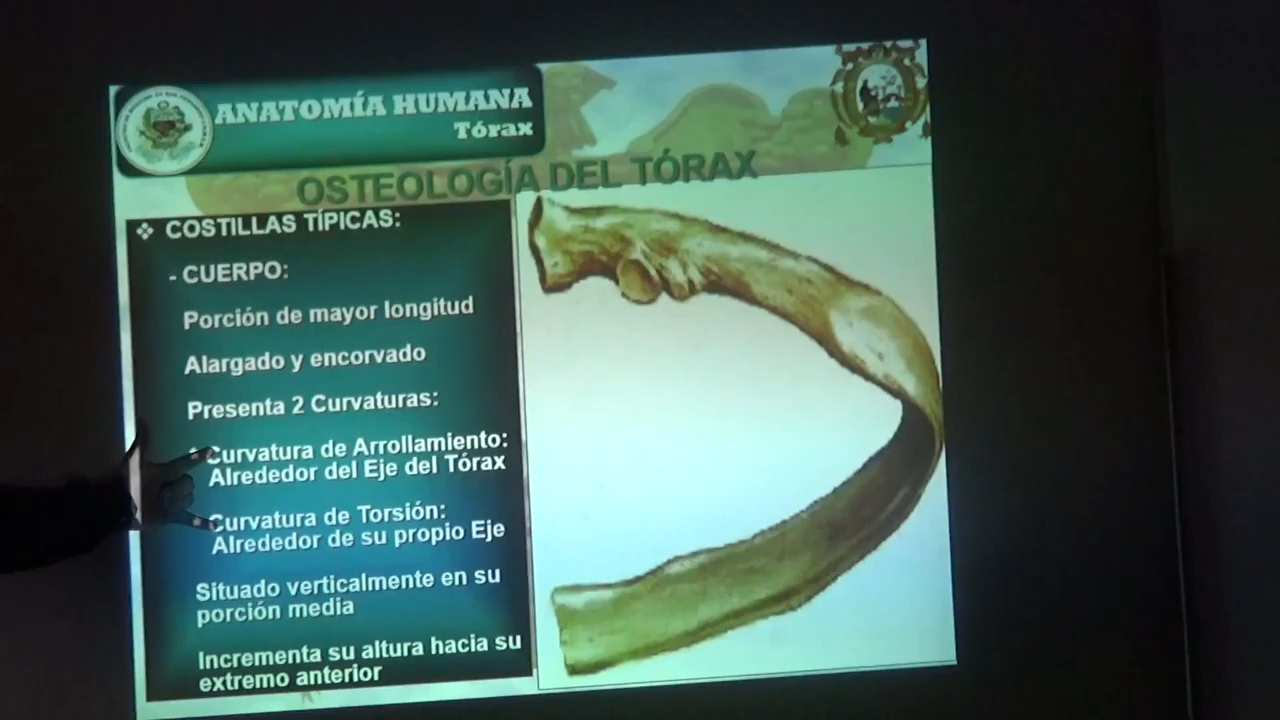 ANATOMÍA HUMANA
Tórax
OSTEOLOGÍA DEL TÓRAX
❖ COSTILLAS TÍPICAS:
- CUERPO:
Porción de mayor longitud
Alargado y encorvado
Presenta 2 Curvaturas:
* Curvatura de Arrollamiento:
Alrededor del Eje del Tórax
* Curvatura de Torsión:
Alrededor de su propio Eje
Situado verticalmente en su
porción media
Incrementa su altura hacia su
extremo anterior